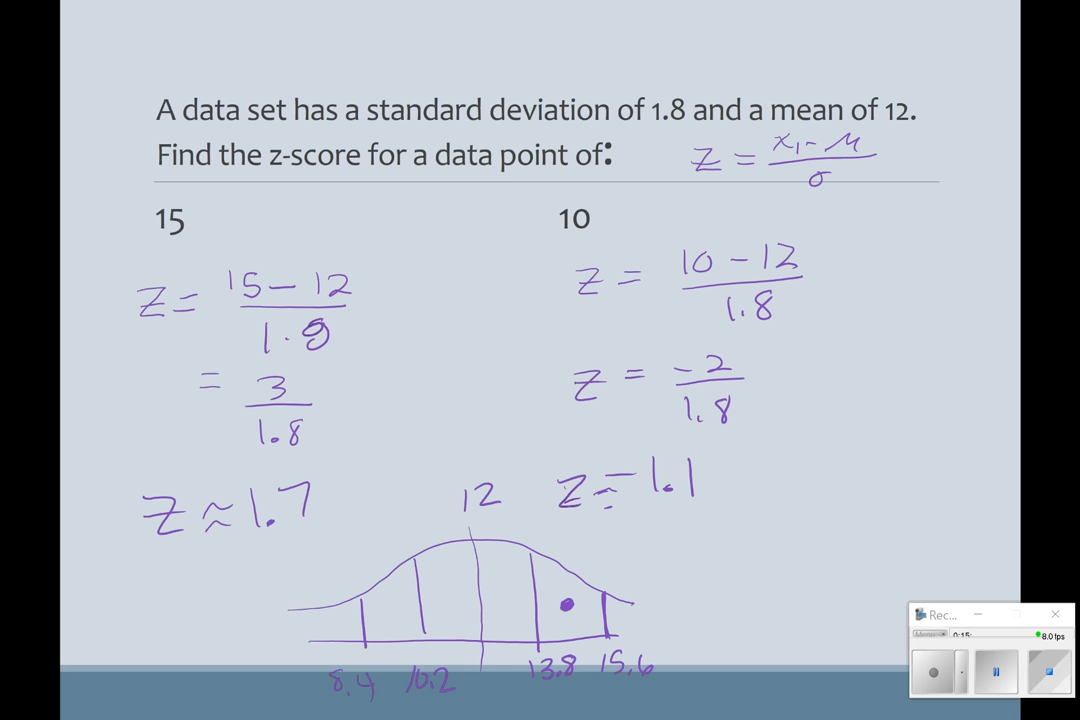 A data set has a standard deviation of 1.8 and a mean of 12.
Find the z-score for a data point of:
z = x₁ - μ / σ
15
z = 15 - 12 / 1.8
= 3 / 1.8
z ≈ 1.7
10
z = 10 - 12 / 1.8
z = -2 / 1.8
z ≈ -1.1
12
8.4 10.2 13.8 15.6
Rec...
0:15:
8.0 fps